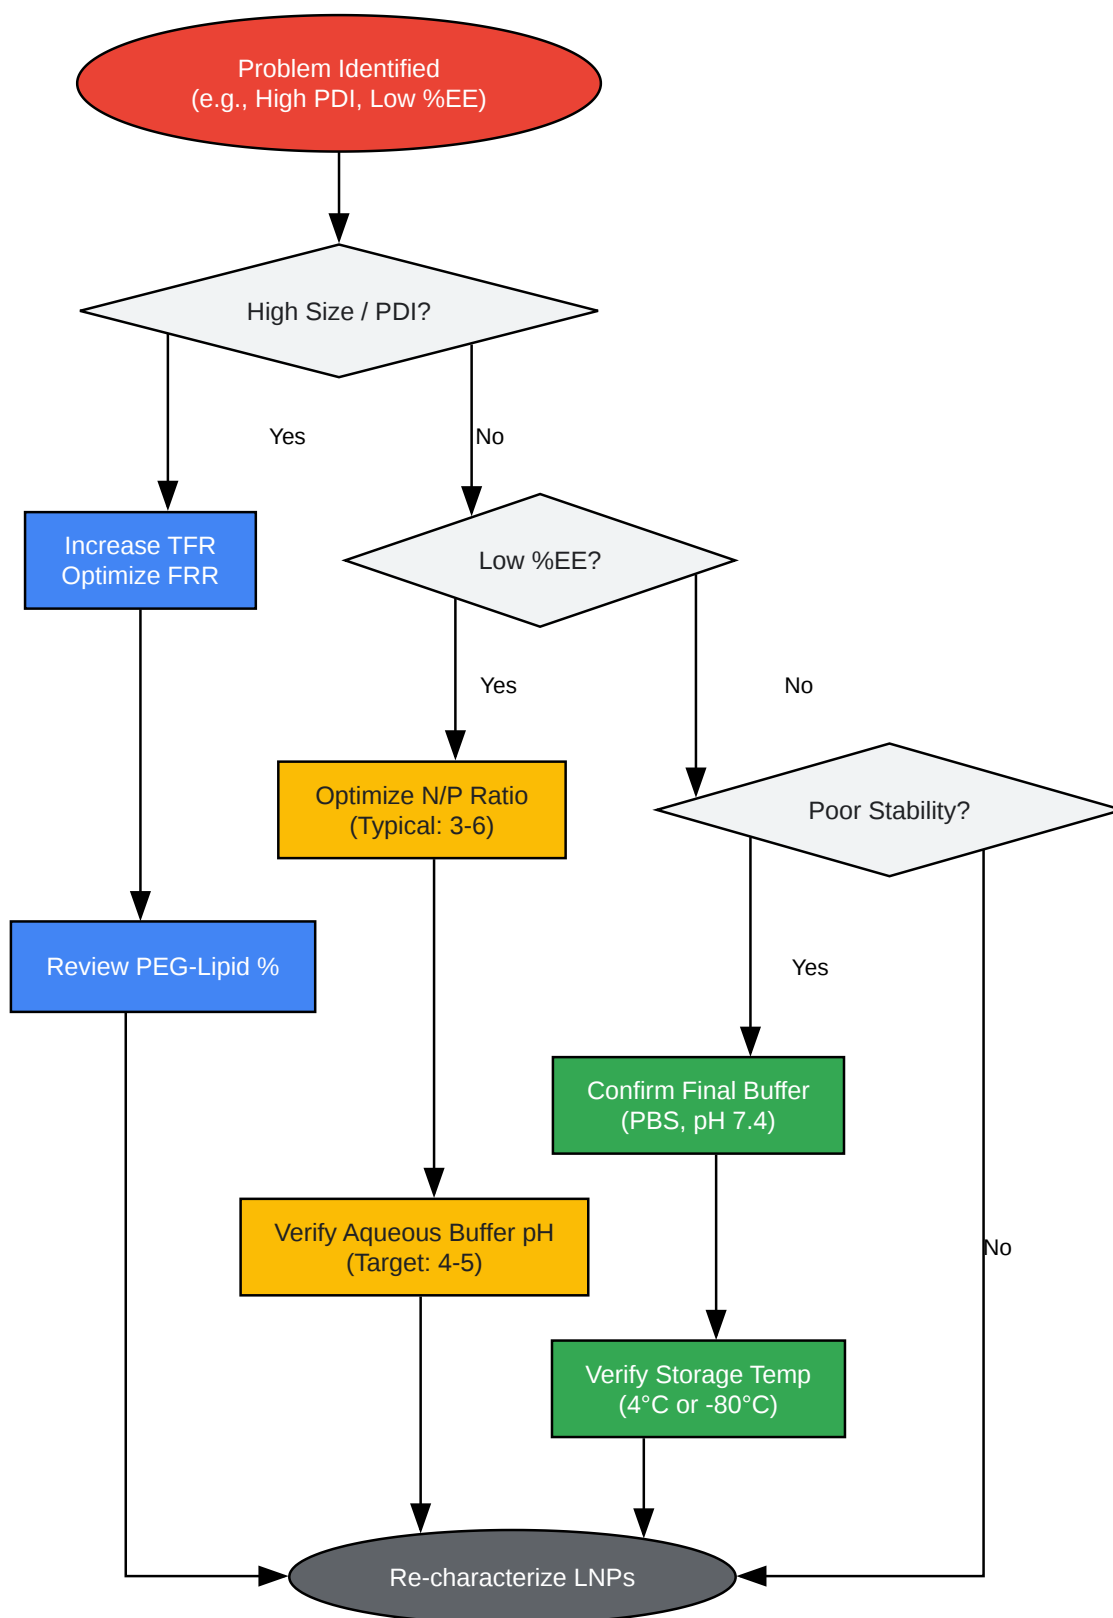 Problem Identified
(e.g., High PDI, Low %EE)
High Size / PDI?
Yes
No
Increase TFR
Optimize FRR
Low %EE?
Yes
No
Optimize N/P Ratio
(Typical: 3-6)
Poor Stability?
Review PEG-Lipid %
Yes
Confirm Final Buffer
(PBS, pH 7.4)
Verify Aqueous Buffer pH
(Target: 4-5)
No
Verify Storage Temp
(4°C or -80°C)
Re-characterize LNPs